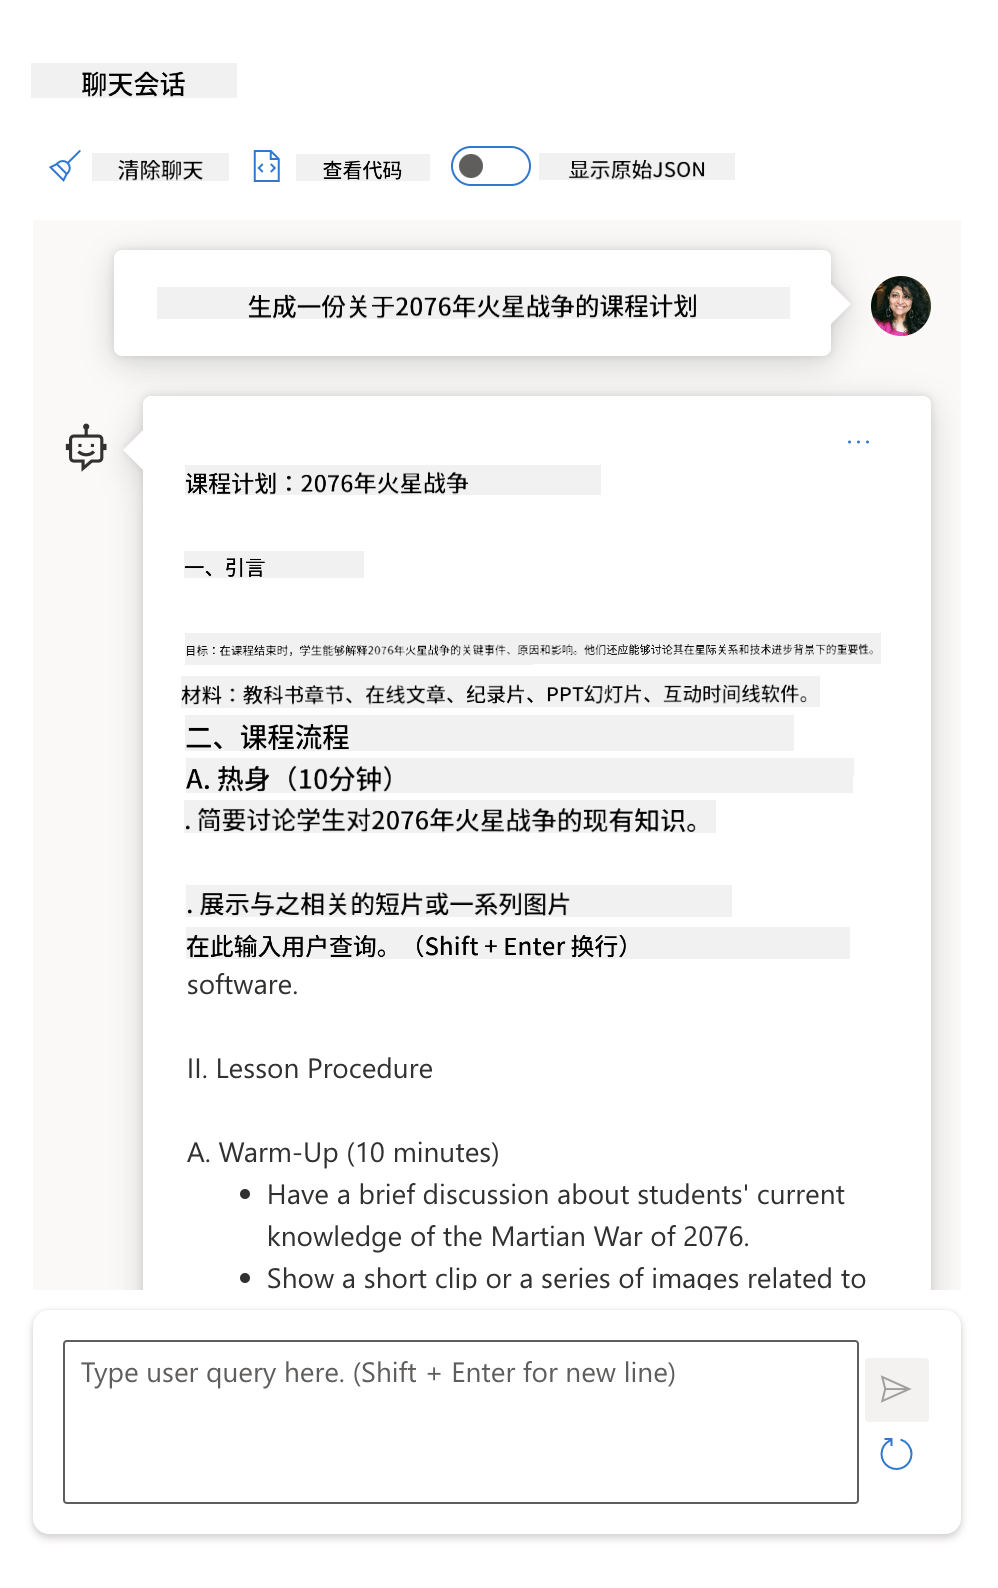 聊天会话
清除聊天 查看代码 显示原始JSON
生成一份关于2076年火星战争的课程计划
课程计划：2076年火星战争
一、引言
目标：在课程结束时，学生能够解释2076年火星战争的关键事件、原因和影响。他们还应能够讨论其在星际关系和技术进步背景下的重要性。
材料：教科书章节、在线文章、纪录片、PPT幻灯片、互动时间线软件。
二、课程流程
A. 热身（10分钟）
. 简要讨论学生对2076年火星战争的现有知识。
. 展示与之相关的短片或一系列图片
在此输入用户查询。（Shift + Enter 换行）
software.
II. Lesson Procedure
A. Warm-Up (10 minutes)
• Have a brief discussion about students' current
knowledge of the Martian War of 2076.
• Show a short clip or a series of images related to
Type user query here. (Shift + Enter for new line)